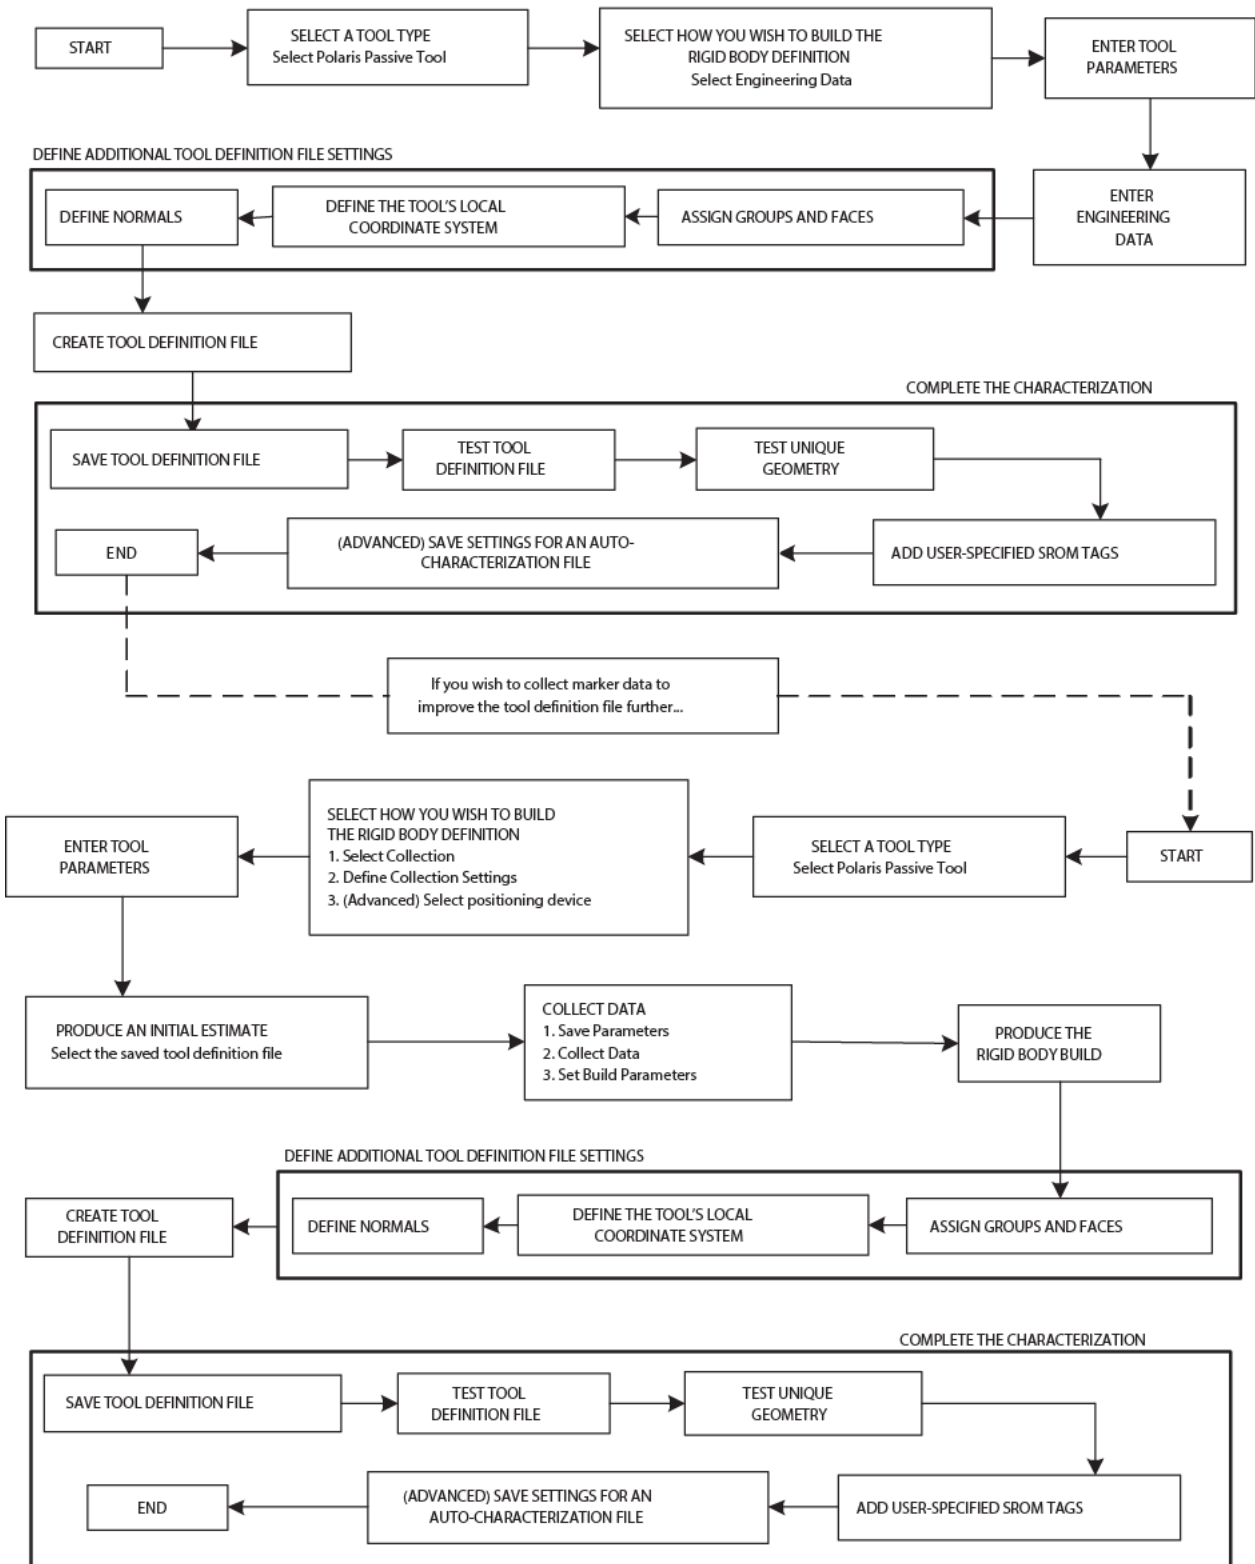 START
SELECT A TOOL TYPE
Select Polaris Passive Tool
SELECT HOW YOU WISH TO BUILD THE
RIGID BODY DEFINITION
Select Engineering Data
ENTER TOOL
PARAMETERS
ENTER
ENGINEERING
DATA
DEFINE ADDITIONAL TOOL DEFINITION FILE SETTINGS
ASSIGN GROUPS AND FACES
DEFINE THE TOOL'S LOCAL
COORDINATE SYSTEM
DEFINE NORMALS
CREATE TOOL DEFINITION FILE
COMPLETE THE CHARACTERIZATION
SAVE TOOL DEFINITION FILE
TEST TOOL
DEFINITION FILE
TEST UNIQUE
GEOMETRY
ADD USER-SPECIFIED SROM TAGS
(ADVANCED) SAVE SETTINGS FOR AN AUTO-
CHARACTERIZATION FILE
END
If you wish to collect marker data to
improve the tool definition file further...
START
SELECT A TOOL TYPE
Select Polaris Passive Tool
SELECT HOW YOU WISH TO BUILD
THE RIGID BODY DEFINITION
1. Select Collection
2. Define Collection Settings
3. (Advanced) Select positioning device
ENTER TOOL
PARAMETERS
PRODUCE AN INITIAL ESTIMATE
Select the saved tool definition file
COLLECT DATA
1. Save Parameters
2. Collect Data
3. Set Build Parameters
PRODUCE THE
RIGID BODY BUILD
DEFINE ADDITIONAL TOOL DEFINITION FILE SETTINGS
ASSIGN GROUPS AND FACES
DEFINE THE TOOL'S LOCAL
COORDINATE SYSTEM
DEFINE NORMALS
CREATE TOOL
DEFINITION FILE
COMPLETE THE CHARACTERIZATION
SAVE TOOL DEFINITION FILE
TEST TOOL
DEFINITION FILE
TEST UNIQUE
GEOMETRY
ADD USER-SPECIFIED SROM TAGS
(ADVANCED) SAVE SETTINGS FOR AN
AUTO-CHARACTERIZATION FILE
END